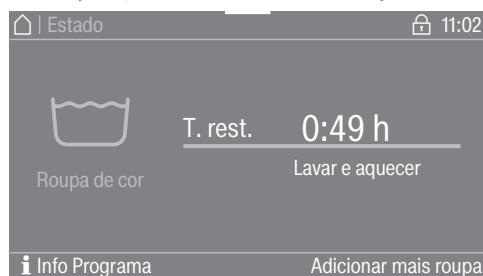 | Estado 11:02
T. rest. 0:49 h
Lavar e aquecer
Roupa de cor
i Info Programa Adicionar mais roupa